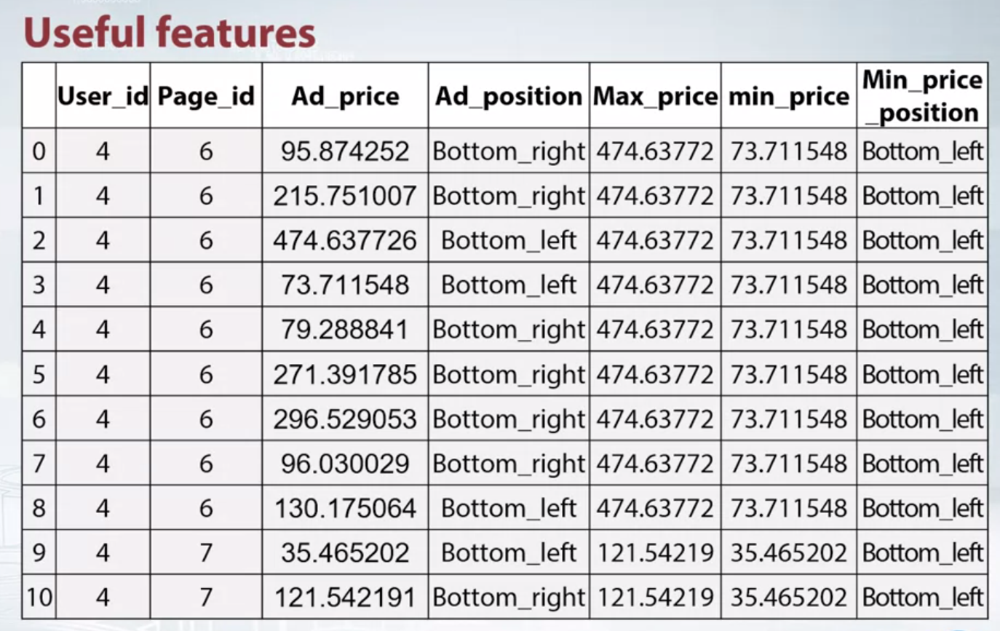 Useful features
User_id Page_id Ad_price Ad_position Max_price min_price Min_price _position
0 4 6 95.874252 Bottom_right 474.63772 73.711548 Bottom_left
1 4 6 215.751007 Bottom_right 474.63772 73.711548 Bottom_left
2 4 6 474.637726 Bottom_left 474.63772 73.711548 Bottom_left
3 4 6 73.711548 Bottom_left 474.63772 73.711548 Bottom_left
4 4 6 79.288841 Bottom_right 474.63772 73.711548 Bottom_left
5 4 6 271.391785 Bottom_right 474.63772 73.711548 Bottom_left
6 4 6 296.529053 Bottom_right 474.63772 73.711548 Bottom_left
7 4 6 96.030029 Bottom_right 474.63772 73.711548 Bottom_left
8 4 6 130.175064 Bottom_left 474.63772 73.711548 Bottom_left
9 4 7 35.465202 Bottom_left 121.54219 35.465202 Bottom_left
10 4 7 121.542191 Bottom_right 121.54219 35.465202 Bottom_left